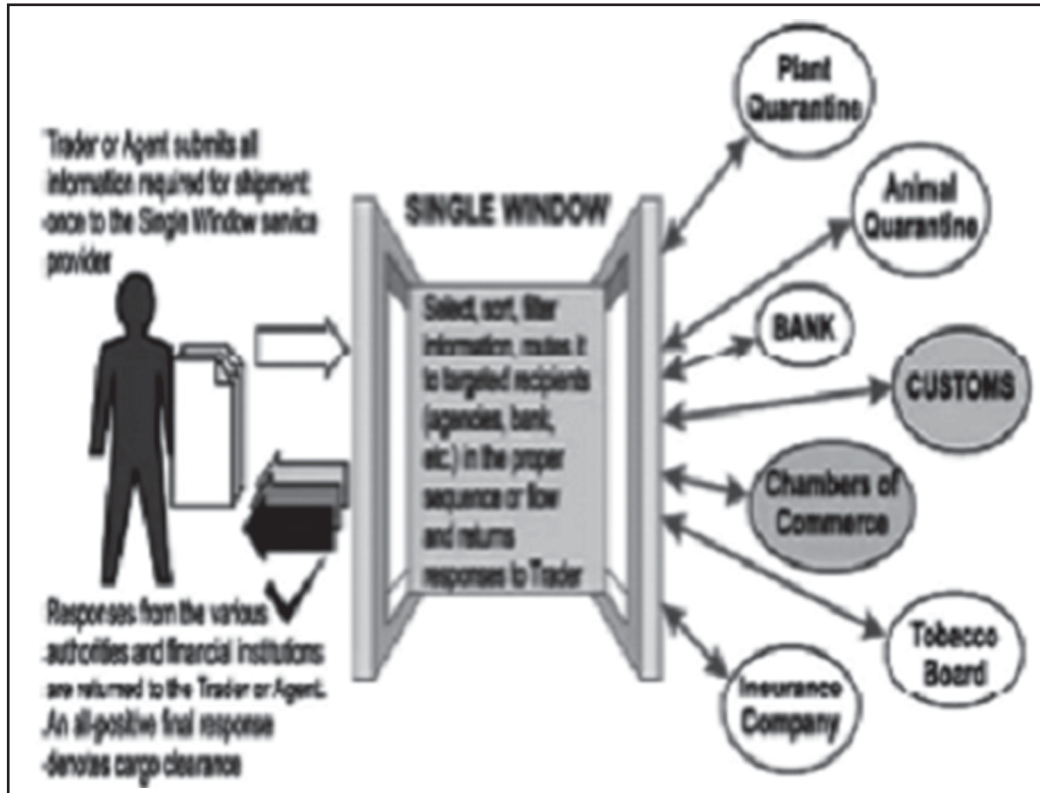 Trader or Agent submits all
information required for shipment
once to the Single Window service
provider
SINGLE WINDOW
Select, sort, filter
information, routes it
to targeted recipients
(agencies, bank,
etc.) in the proper
sequence or flow
and returns
responses to Trader
Responses from the various
authorities and financial institutions
are returned to the Trader or Agent.
An all-positive final response
denotes cargo clearance
Plant
Quarantine
Animal
Quarantine
BANK
CUSTOMS
Chambers of
Commerce
Tobacco
Board
Insurance
Company